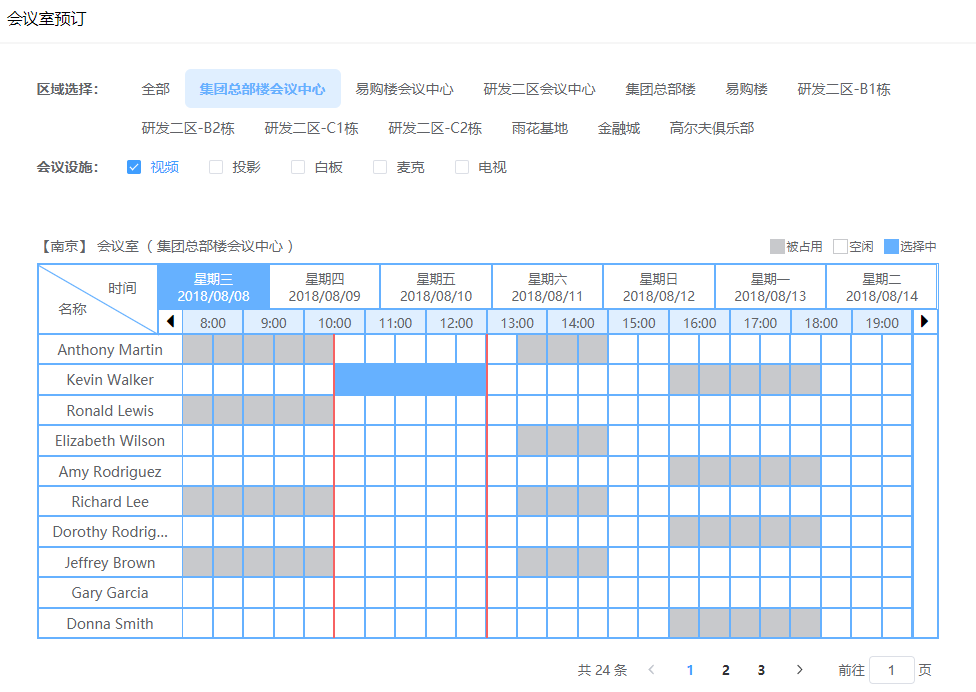 会议室预订
区域选择： 全部 集团总部楼会议中心 易购楼会议中心 研发二区会议中心 集团总部楼 易购楼 研发二区-B1栋
研发二区-B2栋 研发二区-C1栋 研发二区-C2栋 雨花基地 金融城 高尔夫俱乐部
会议设施： 视频 投影 白板 麦克 电视
【南京】 会议室（ 集团总部楼会议中心 ） 被占用 空闲 选择中
时间 名称
星期三 星期四 星期五 星期六 星期日 星期一 星期二
2018/08/08 2018/08/09 2018/08/10 2018/08/11 2018/08/12 2018/08/13 2018/08/14
8:00 9:00 10:00 11:00 12:00 13:00 14:00 15:00 16:00 17:00 18:00 19:00
Anthony Martin
Kevin Walker
Ronald Lewis
Elizabeth Wilson
Amy Rodriguez
Richard Lee
Dorothy Rodrig...
Jeffrey Brown
Gary Garcia
Donna Smith
共 24 条 1 2 3 前往 1 页